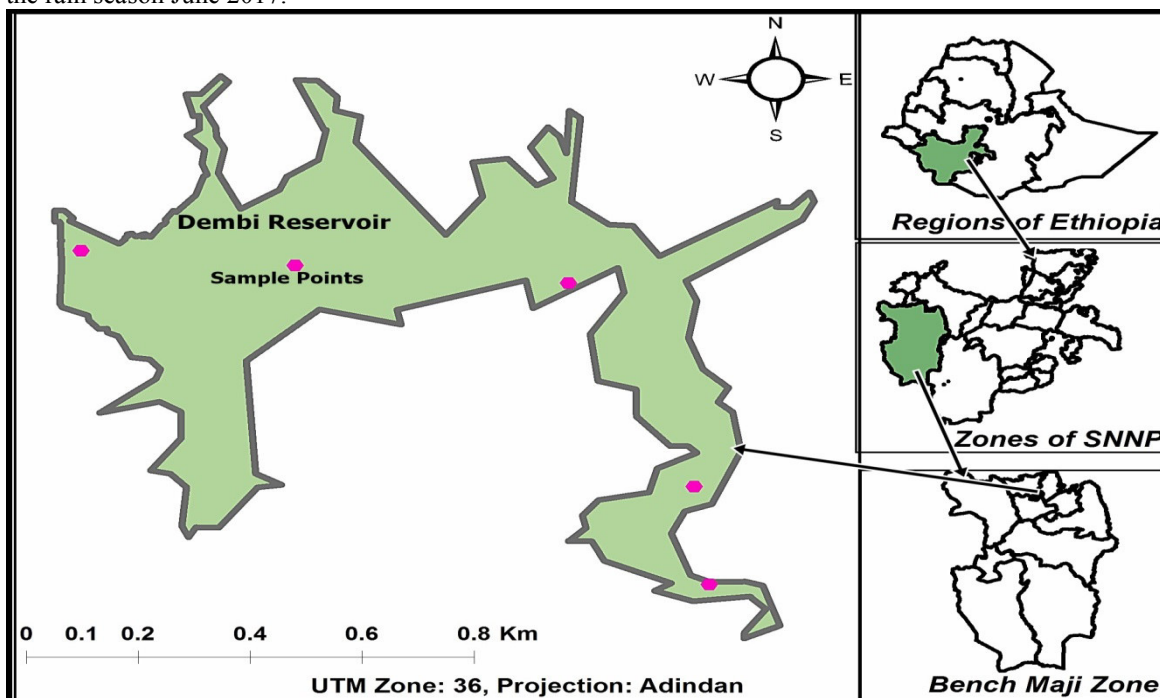 the rain season June 2017.
N
W E
S
Dembi Reservoir
Sample Points
0 0.1 0.2 0.4 0.6 0.8 Km
UTM Zone: 36, Projection: Adindan
Regions of Ethiopia
Zones of SNNP
Bench Maji Zone